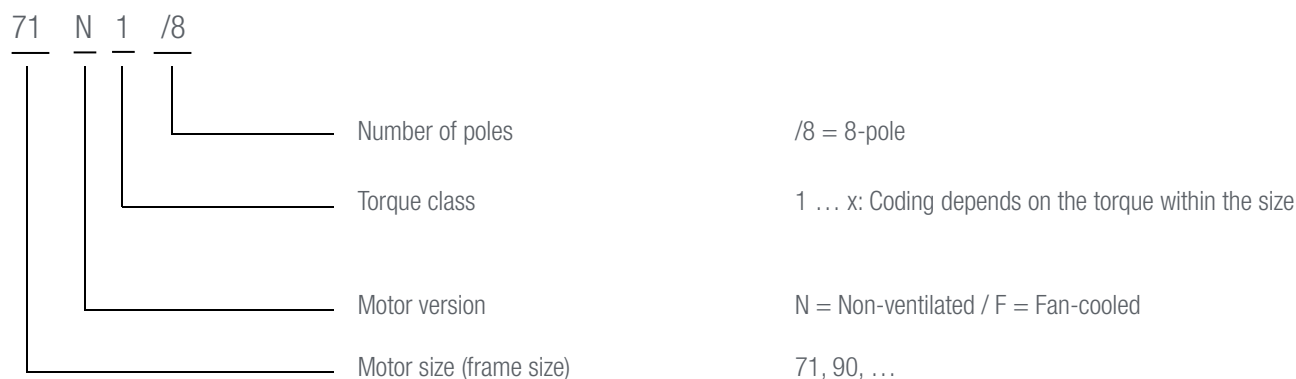 71 N 1 /8
Number of poles /8 = 8-pole
Torque class 1 … x: Coding depends on the torque within the size
Motor version N = Non-ventilated / F = Fan-cooled
Motor size (frame size) 71, 90, …